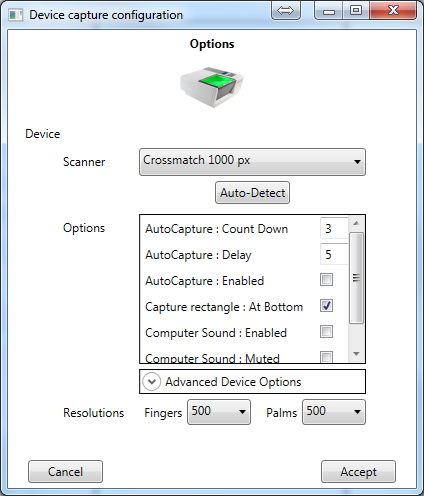 Device capture configuration
Options
Device
Scanner Crossmatch 1000 px
Auto-Detect
Options AutoCapture : Count Down 3
AutoCapture : Delay 5
AutoCapture : Enabled
Capture rectangle : At Bottom
Computer Sound : Enabled
Computer Sound : Muted
Advanced Device Options
Resolutions Fingers 500 Palms 500
Cancel Accept